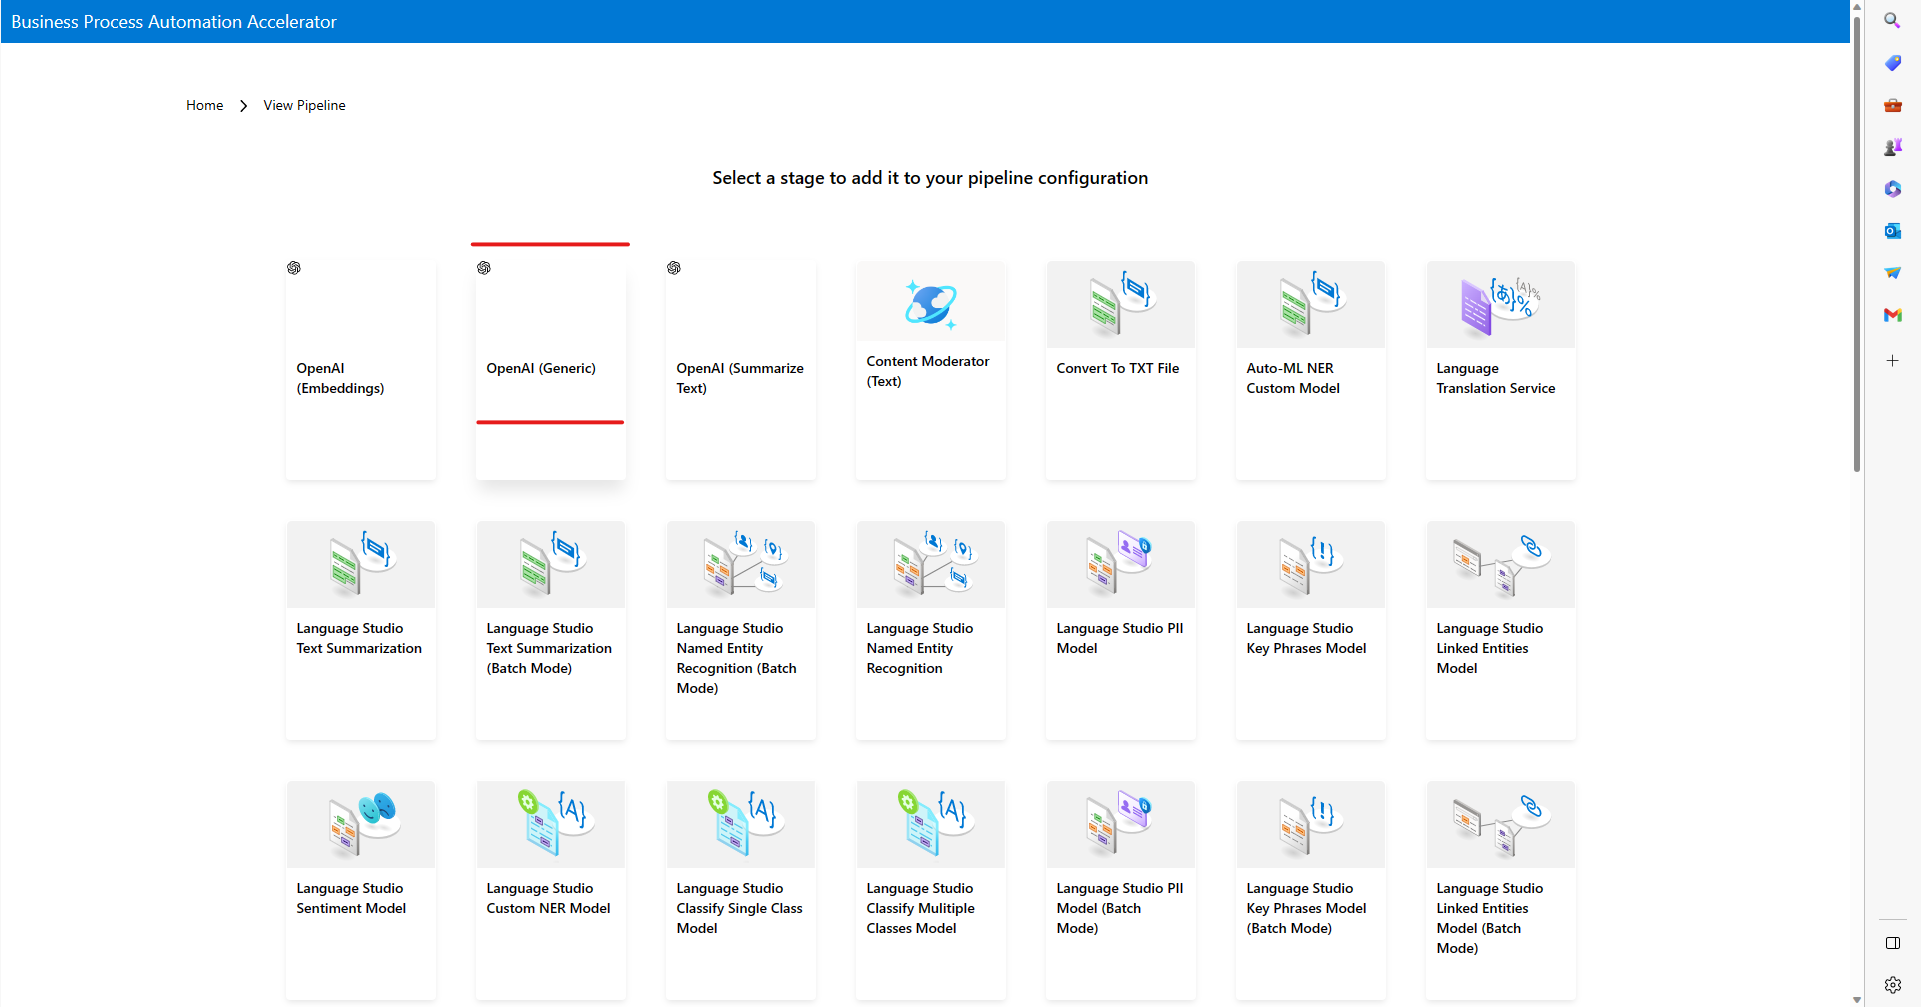 Business Process Automation Accelerator
Home > View Pipeline
Select a stage to add it to your pipeline configuration
OpenAI
(Embeddings)
OpenAI (Generic)
OpenAI (Summarize
Text)
Content Moderator
(Text)
Convert To TXT File
Auto-ML NER
Custom Model
Language
Translation Service
Language Studio
Text Summarization
Language Studio
Text Summarization
(Batch Mode)
Language Studio
Named Entity
Recognition (Batch
Mode)
Language Studio
Named Entity
Recognition
Language Studio PII
Model
Language Studio
Key Phrases Model
Language Studio
Linked Entities
Model
Language Studio
Sentiment Model
Language Studio
Custom NER Model
Language Studio
Classify Single Class
Model
Language Studio
Classify Mulitiple
Classes Model
Language Studio PII
Model (Batch
Mode)
Language Studio
Key Phrases Model
(Batch Mode)
Language Studio
Linked Entities
Model (Batch
Mode)